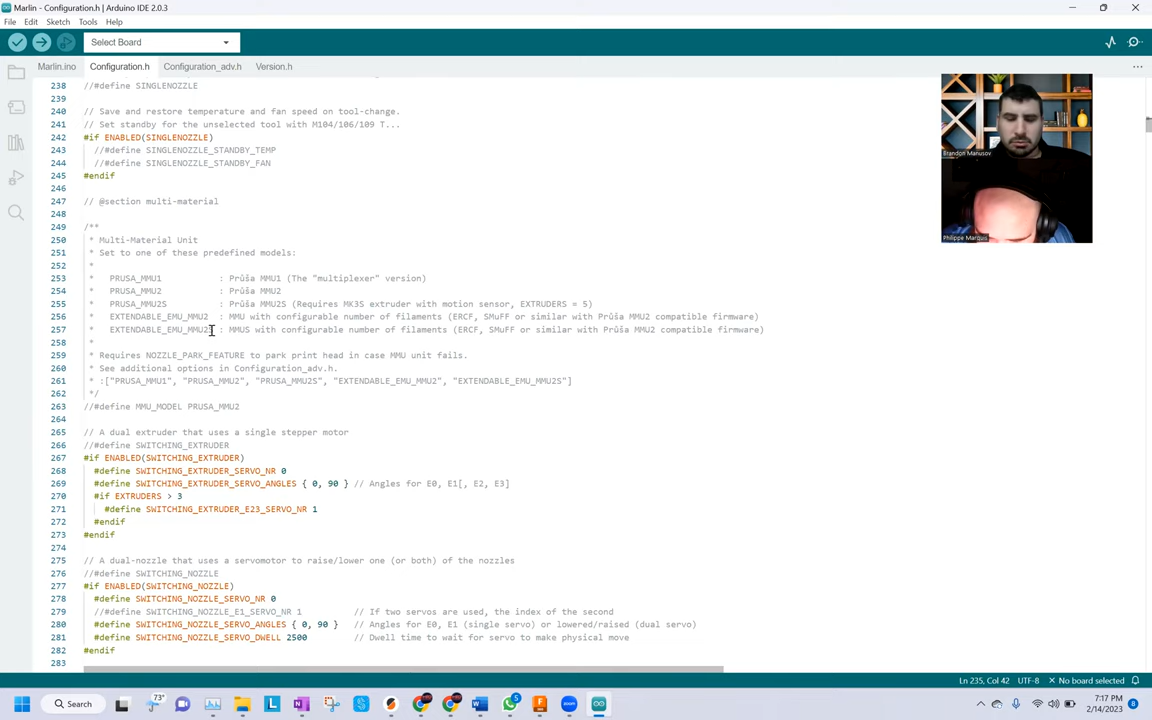 Marlin - Configuration.h | Arduino IDE 2.0.3
File Edit Sketch Tools Help
Select Board
Marlin.ino Configuration.h Configuration_adv.h Version.h
238 //#define SINGLENOZZLE
239
240 // Save and restore temperature and fan speed on tool-change.
241 // Set standby for the unselected tool with M104/106/109 T...
242 #if ENABLED(SINGLENOZZLE)
243 //#define SINGLENOZZLE_STANDBY_TEMP
244 //#define SINGLENOZZLE_STANDBY_FAN
245 #endif
246
247 // @section multi-material
248
249 /**
250 * Multi-Material Unit
251 * Set to one of these predefined models:
252 *
253 * PRUSA_MMU1 : Průša MMU1 (The "multiplexer" version)
254 * PRUSA_MMU2 : Průša MMU2
255 * PRUSA_MMU2S : Průša MMU2S (Requires MK3S extruder with motion sensor, EXTRUDERS = 5)
256 * EXTENDABLE_EMU_MMU2 : MMU with configurable number of filaments (ERCF, SMuFF or similar with Průša MMU2 compatible firmware)
257 * EXTENDABLE_EMU_MMU2S : MMUS with configurable number of filaments (ERCF, SMuFF or similar with Průša MMU2 compatible firmware)
258 *
259 * Requires NOZZLE_PARK_FEATURE to park print head in case MMU unit fails.
260 * See additional options in Configuration_adv.h.
261 * :["PRUSA_MMU1", "PRUSA_MMU2", "PRUSA_MMU2S", "EXTENDABLE_EMU_MMU2", "EXTENDABLE_EMU_MMU2S"]
262 */
263 //#define MMU_MODEL PRUSA_MMU2
264
265 // A dual extruder that uses a single stepper motor
266 //#define SWITCHING_EXTRUDER
267 #if ENABLED(SWITCHING_EXTRUDER)
268 #define SWITCHING_EXTRUDER_SERVO_NR 0
269 #define SWITCHING_EXTRUDER_SERVO_ANGLES { 0, 90 } // Angles for E0, E1[, E2, E3]
270 #if EXTRUDERS > 3
271 #define SWITCHING_EXTRUDER_E23_SERVO_NR 1
272 #endif
273 #endif
274
275 // A dual-nozzle that uses a servomotor to raise/lower one (or both) of the nozzles
276 //#define SWITCHING_NOZZLE
277 #if ENABLED(SWITCHING_NOZZLE)
278 #define SWITCHING_NOZZLE_SERVO_NR 0
279 //#define SWITCHING_NOZZLE_E1_SERVO_NR 1 // If two servos are used, the index of the second
280 #define SWITCHING_NOZZLE_SERVO_ANGLES { 0, 90 } // Angles for E0, E1 (single servo) or lowered/raised (dual servo)
281 #define SWITCHING_NOZZLE_SERVO_DWELL 2500 // Dwell time to wait for servo to make physical move
282 #endif
283
Brandon Manusov
Philippe Marquis
Ln 235, Col 42 UTF-8 No board selected
Search
73°
5
7:17 PM
2/14/2023
8